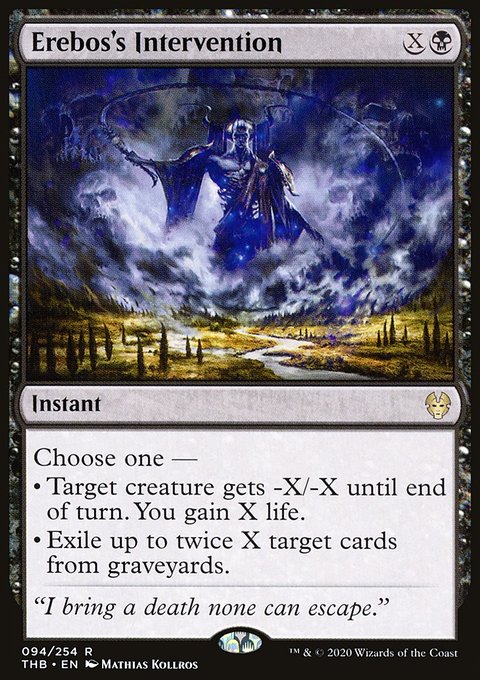 Erebos's Intervention X
Instant
Choose one —
• Target creature gets -X/-X until end
of turn. You gain X life.
• Exile up to twice X target cards
from graveyards.
“I bring a death none can escape.”
094/254 R
THB • EN Mathias Kollros
™ & © 2020 Wizards of the Coast